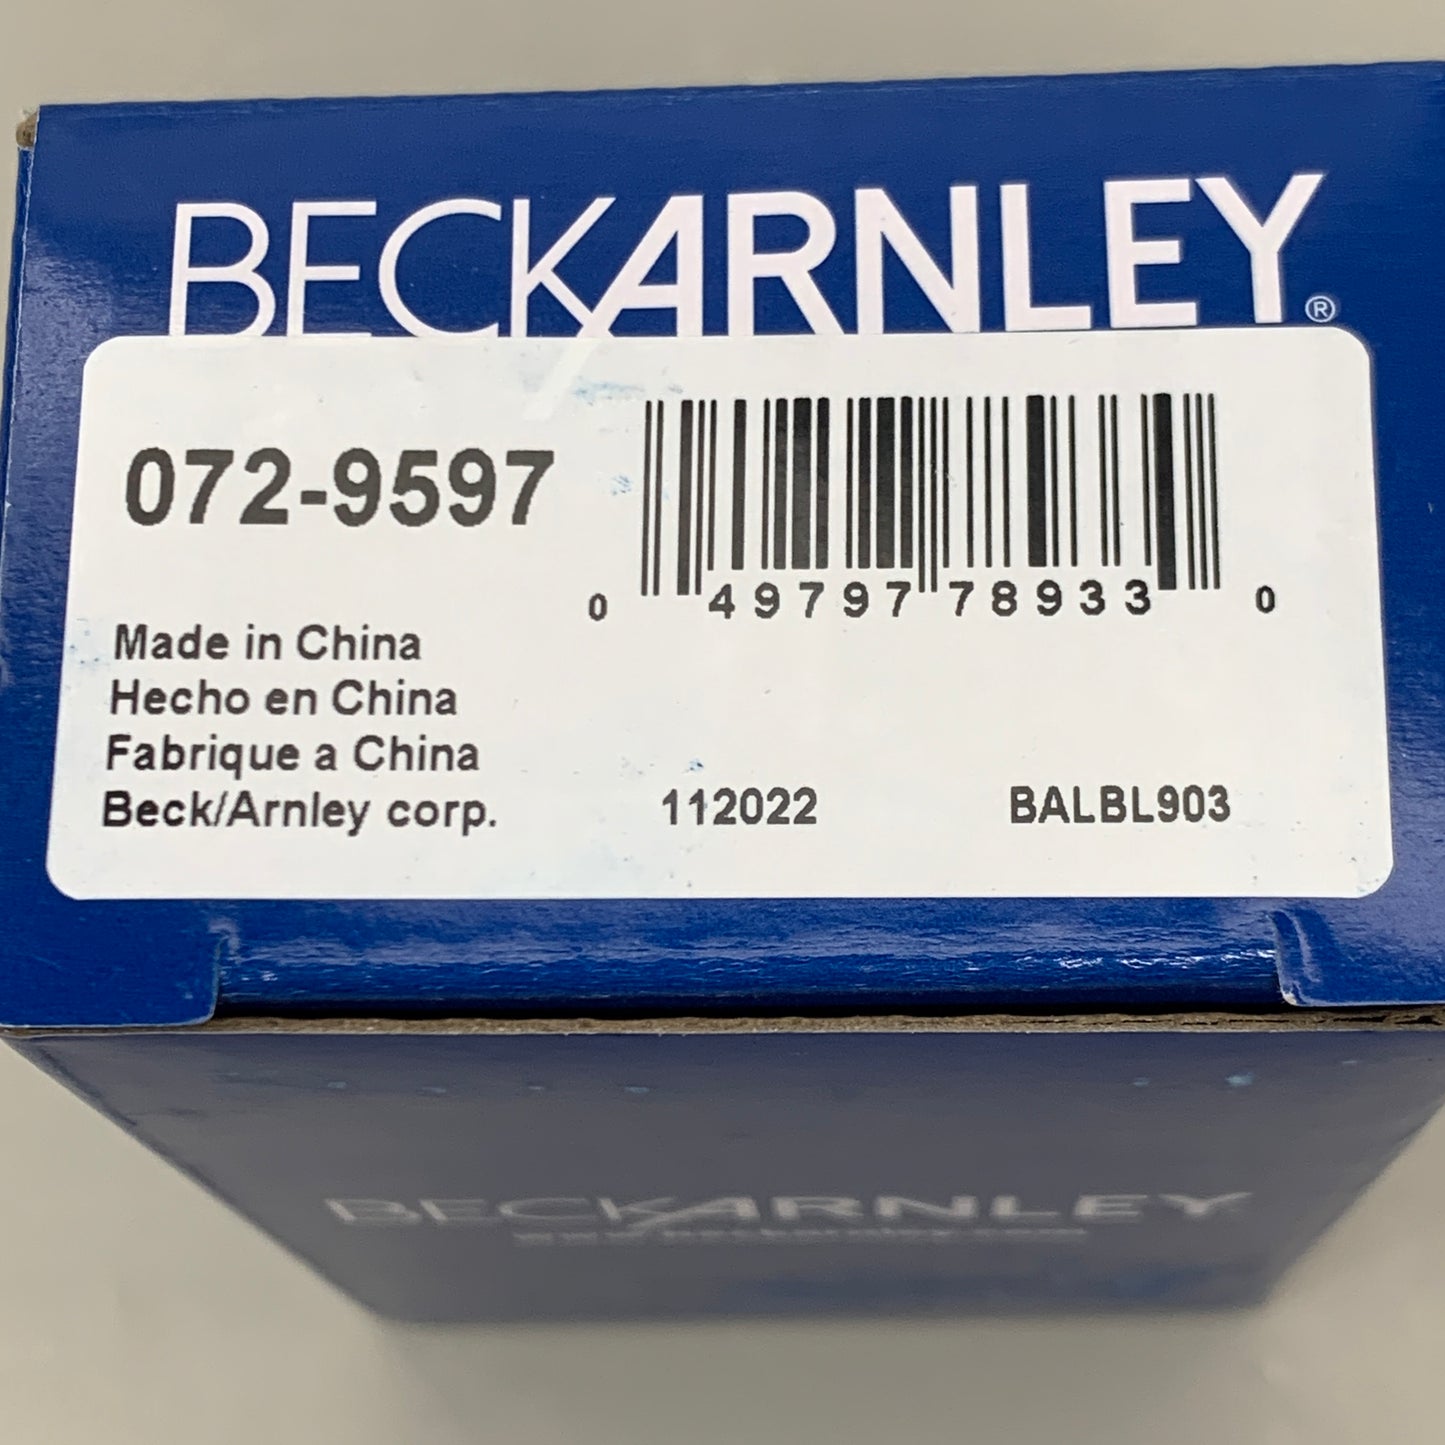 BECKARNLEY®
072-9597
0 49797 78933 0
Made in China
Hecho en China
Fabrique a China
Beck/Arnley corp. 112022 BALBL903
BECKARNLEY